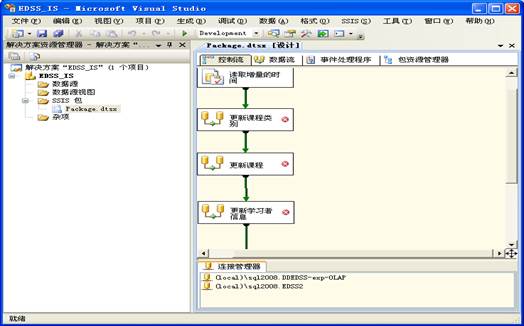 EDSS_IS - Microsoft Visual Studio
文件(F) 编辑(E) 视图(V) 项目(P) 生成(B) 调试(D) 数据(A) 格式(O) SSIS(S) 工具(T) 窗口(W) 帮助(H)
Development
解决方案资源管理器 - 解决方案“...
Package.dtsx [设计]
解决方案“EDSS_IS”(1 个项目)
EDSS_IS
数据源
数据源视图
SSIS 包
Package.dtsx
杂项
控制流 数据流 事件处理程序 包资源管理器
读取增量的时
间
更新课程类
别
更新课程
更新学习者
信息
连接管理器
(local)\sql2008.DDEDSS-exp-OLAP
(local)\sql2008.EDSS2